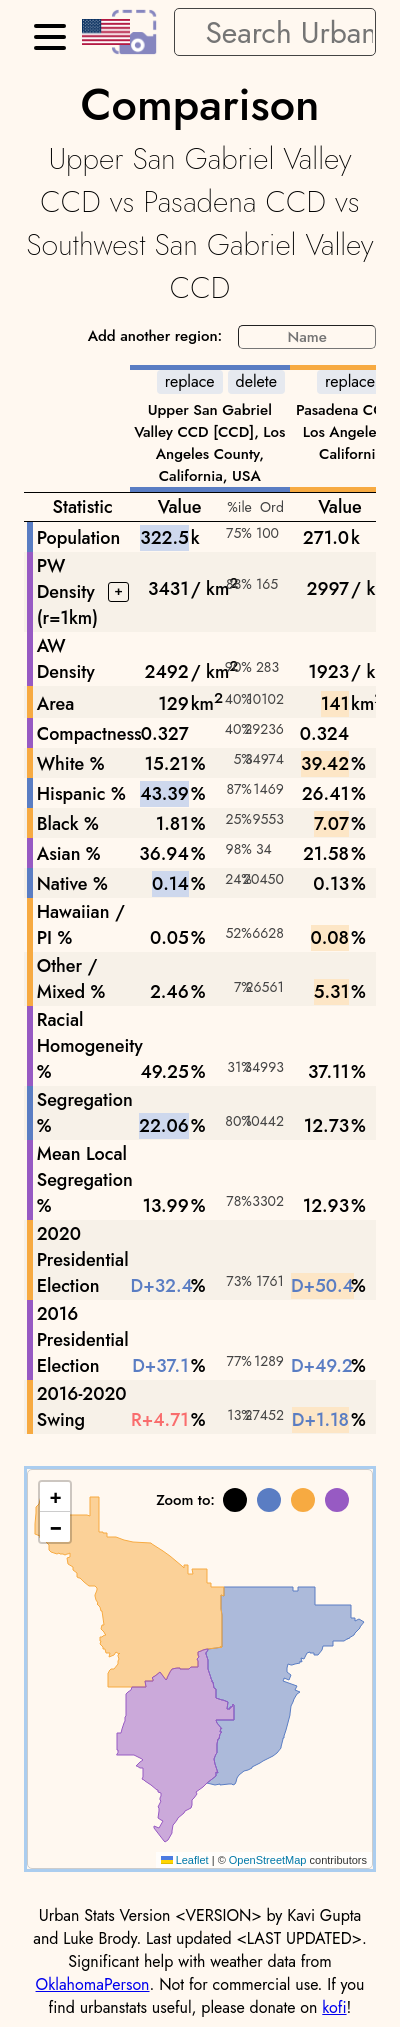 Search Urban
Comparison
Upper San Gabriel Valley
CCD vs Pasadena CCD vs
Southwest San Gabriel Valley
CCD
Add another region: Name
replace delete replace
Upper San Gabriel
Valley CCD [CCD], Los
Angeles County,
California, USA
Pasadena CC
Los Angele
Californi
Statistic Value %ile Ord Value
Population 322.5k 75% 100 271.0k
PW
Density + 3431 / km² 165 2997 / k
(r=1km)
AW
Density 2492 / km² 90% 283 1923 / k
Area 129 km² 40% 10102 141 km
Compactness 0.327 40% 29236 0.324
White % 15.21% 5% 34974 39.42%
Hispanic % 43.39% 87% 1469 26.41%
Black % 1.81% 25% 9553 7.07%
Asian % 36.94% 98% 34 21.58%
Native % 0.14% 24% 20450 0.13%
Hawaiian /
PI % 0.05% 52% 6628 0.08%
Other /
Mixed % 2.46% 7% 26561 5.31%
Racial
Homogeneity
% 49.25% 31% 34993 37.11%
Segregation
% 22.06% 80% 10442 12.73%
Mean Local
Segregation
% 13.99% 78% 3302 12.93%
2020
Presidential
Election D+32.4% 73% 1761 D+50.4%
2016
Presidential
Election D+37.1% 77% 1289 D+49.2%
2016-2020
Swing R+4.71% 13% 27452 D+1.18%
+
−
Zoom to:
Leaflet | © OpenStreetMap contributors
Urban Stats Version <VERSION> by Kavi Gupta
and Luke Brody. Last updated <LAST UPDATED>.
Significant help with weather data from
OklahomaPerson. Not for commercial use. If you
find urbanstats useful, please donate on kofi!